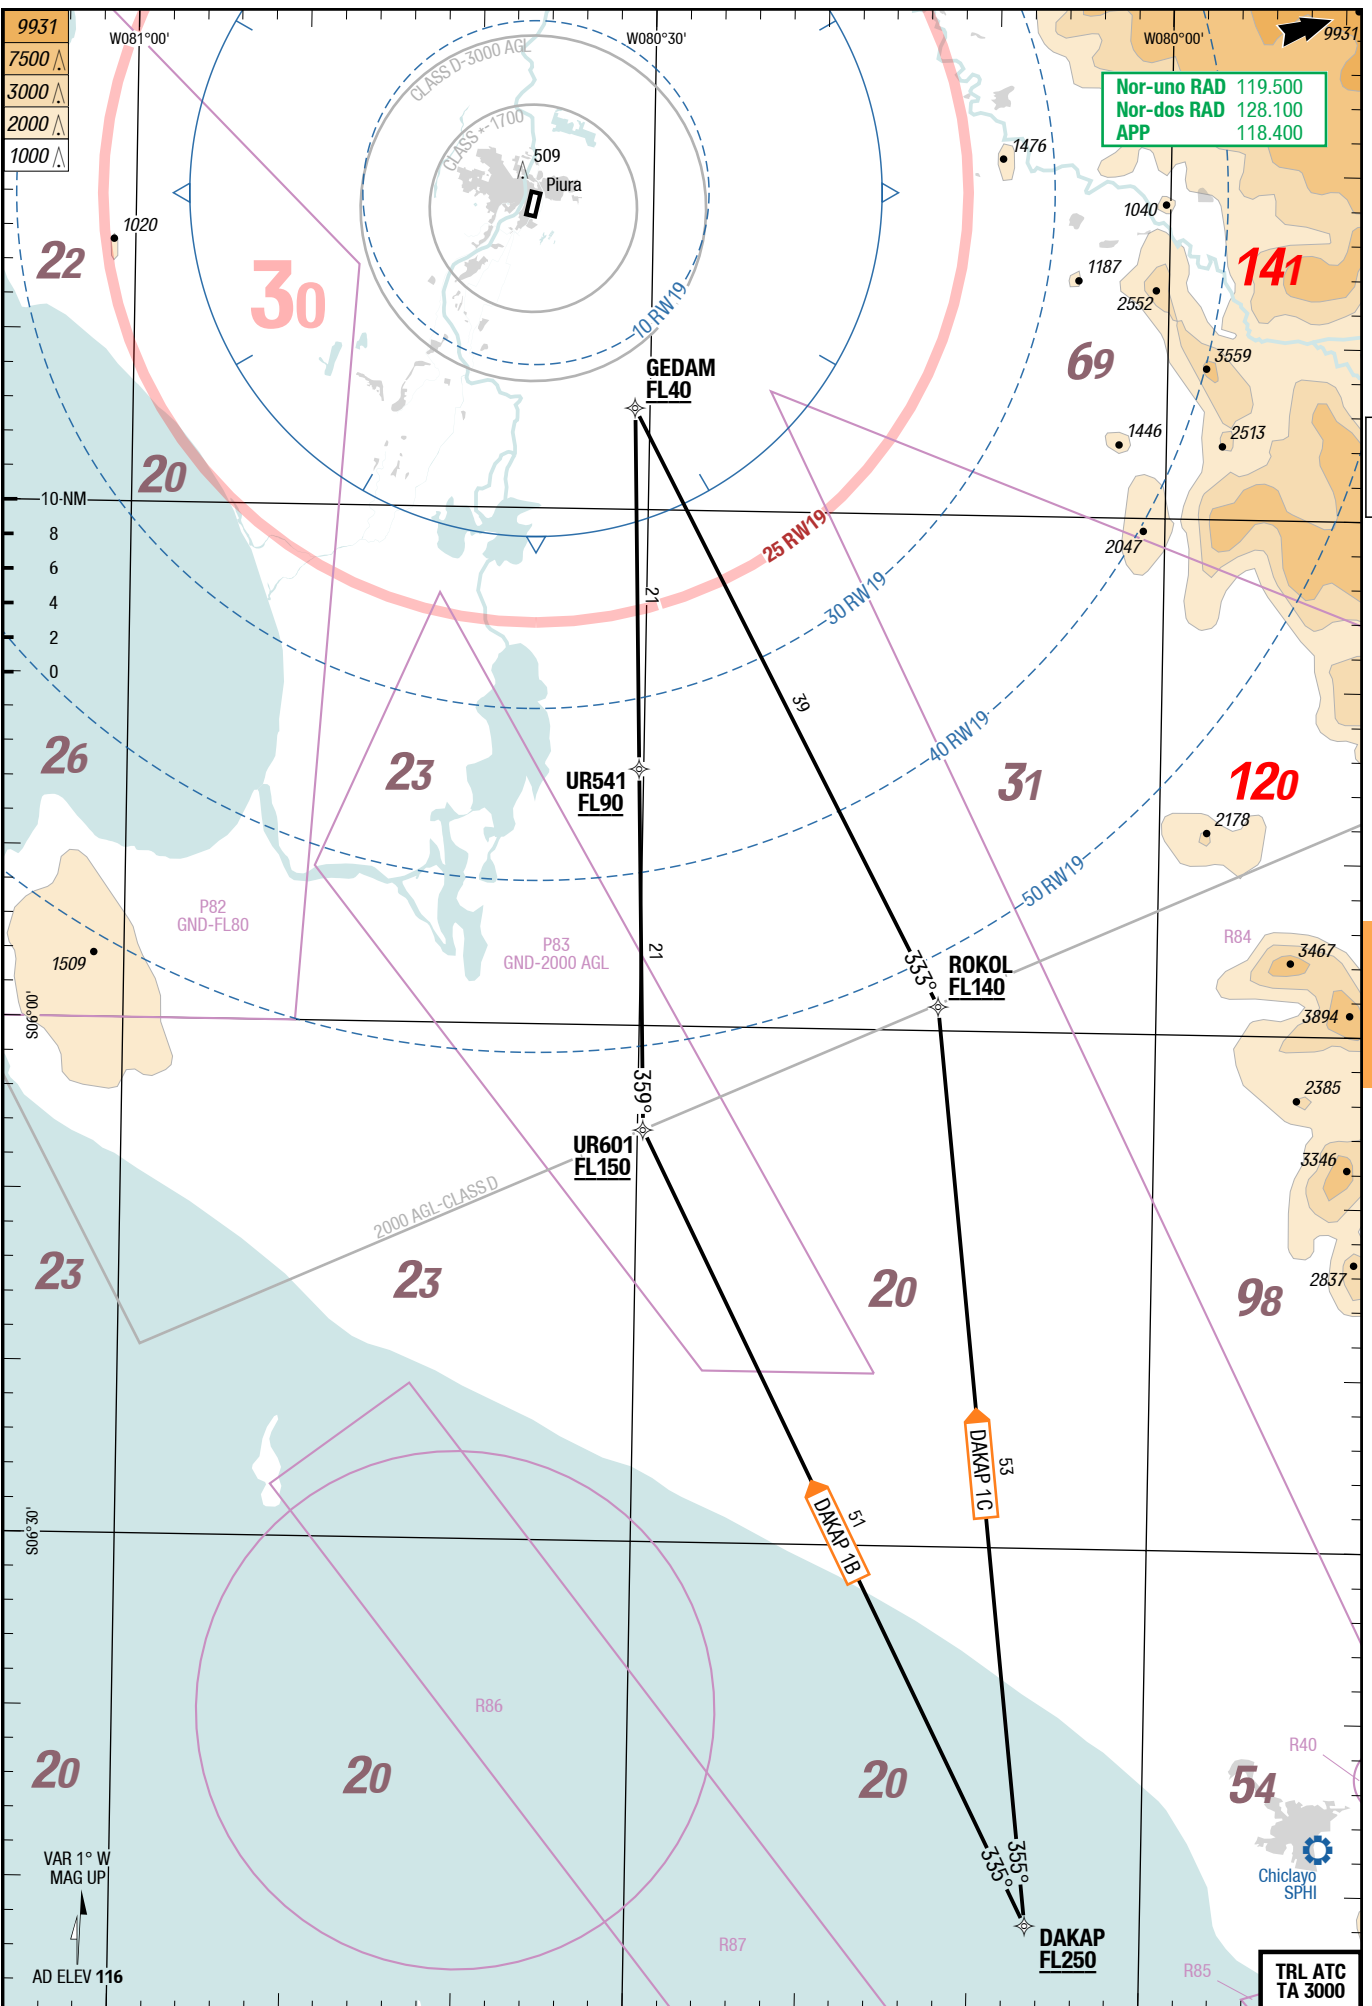 9931
7500
3000
2000
1000
W081°00'
W080°30'
W080°00'
9931
CLASS D-3000 AGL
CLASS *-1700
Nor-uno RAD 119.500
Nor-dos RAD 128.100
APP 118.400
509
Piura
1476
1040
1020
22
30
1187
2552
141
10 RW19
69
3559
GEDAM
FL40
1446
2513
20
10 NM
8
6
4
2
0
25 RW19
2047
30 RW19
21
39
40 RW19
26
23
UR541
FL90
31
120
2178
50 RW19
P82
GND-FL80
P83
GND-2000 AGL
21
R84
3467
1509
333°
ROKOL
FL140
S06°00'
3894
359°
2385
UR601
FL150
3346
2000 AGL-CLASS D
23
23
20
98
2837
DAKAP 1C
53
DAKAP 1B
51
S06°30'
R86
R40
20
20
20
54
VAR 1° W
MAG UP
335°
355°
Chiclayo
SPHI
DAKAP
FL250
R87
R85
AD ELEV 116
TRL ATC
TA 3000